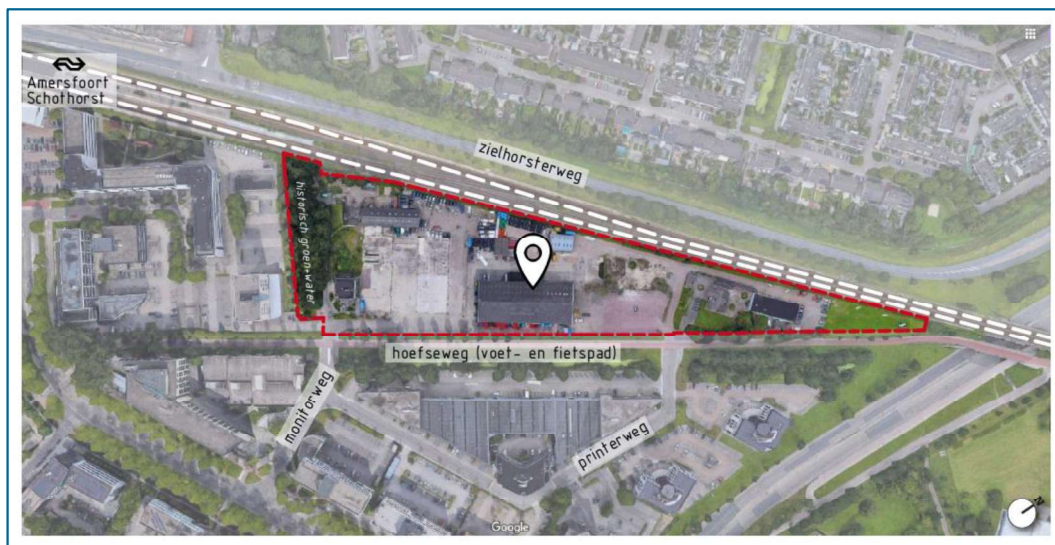 Amersfoort
Schothorst
zielhorsterweg
historisch groen+water
hoefseweg (voet- en fietspad)
monitorweg
printerweg
Google
N